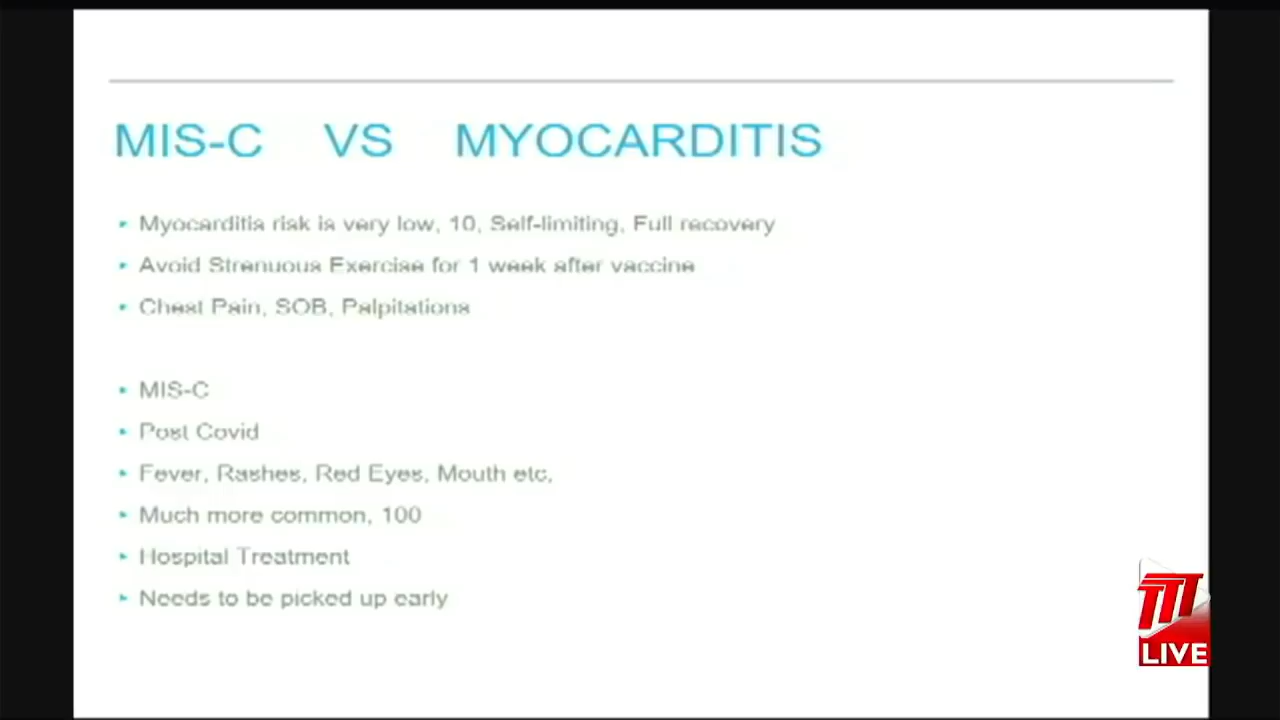 MIS-C VS MYOCARDITIS
• Myocarditis risk is very low, 10, Self-limiting, Full recovery
• Avoid Strenuous Exercise for 1 week after vaccine
• Chest Pain, SOB, Palpitations
• MIS-C
• Post Covid
• Fever, Rashes, Red Eyes, Mouth etc,
• Much more common, 100
• Hospital Treatment
• Needs to be picked up early
TTT
LIVE